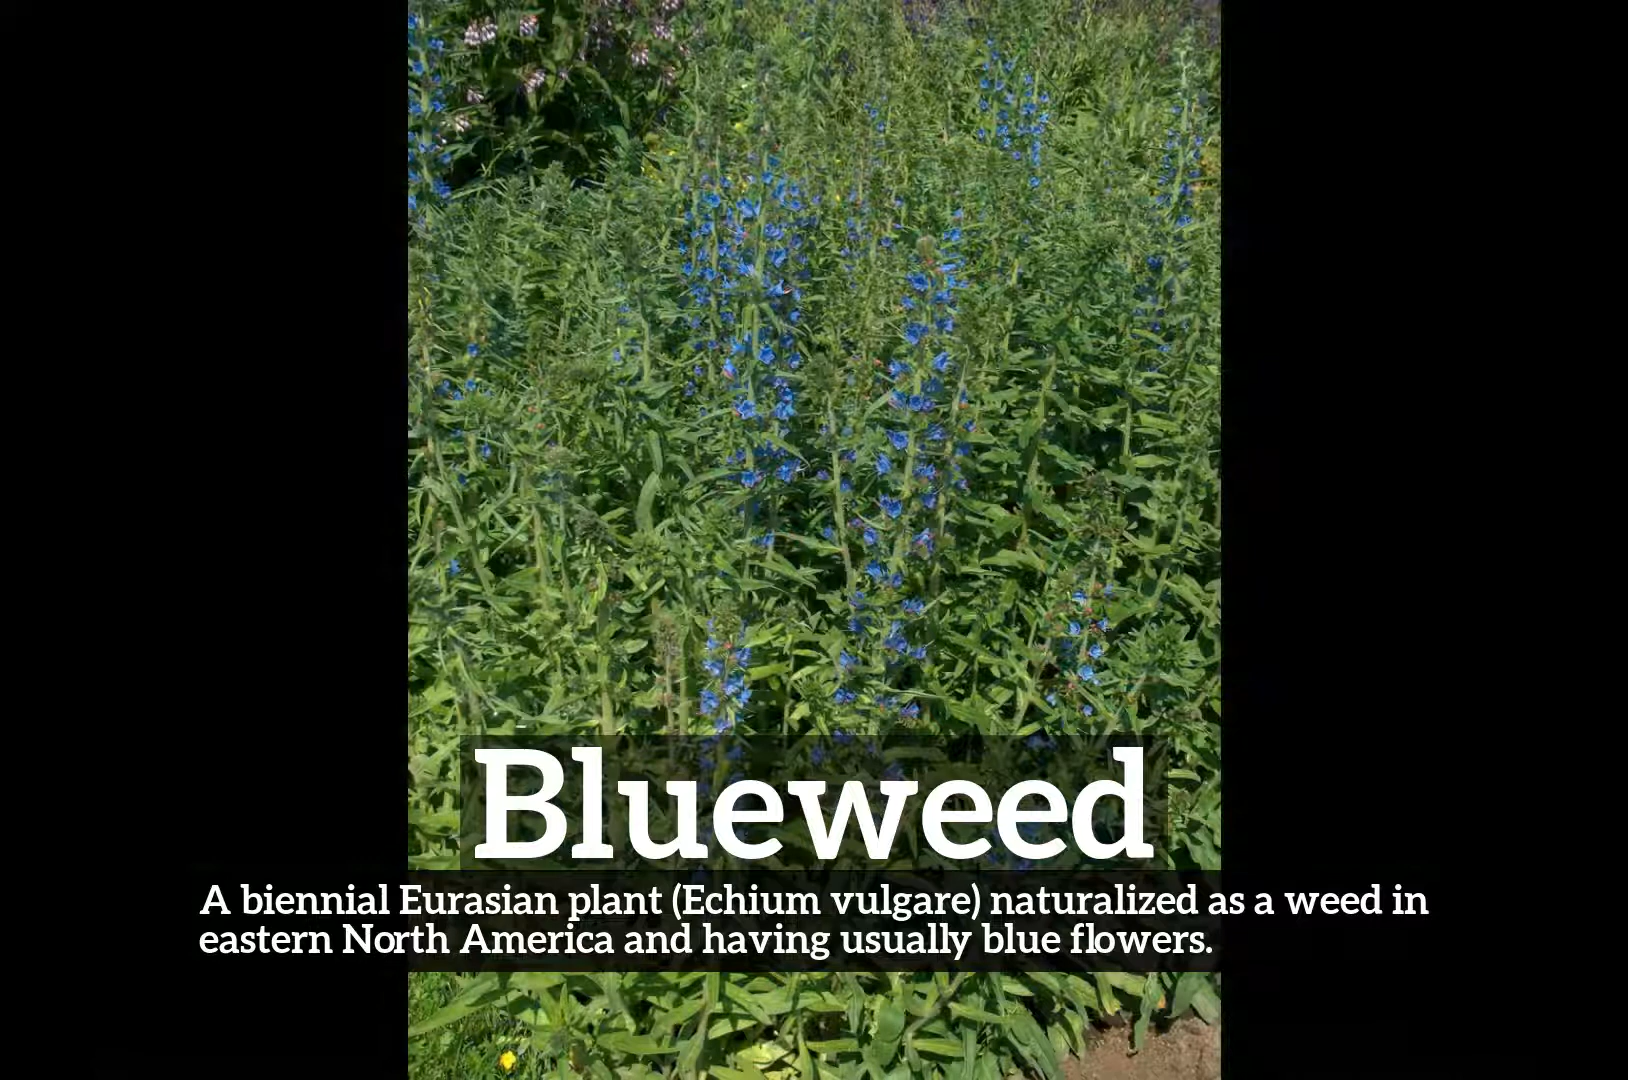 Blueweed
A biennial Eurasian plant (Echium vulgare) naturalized as a weed in
eastern North America and having usually blue flowers.